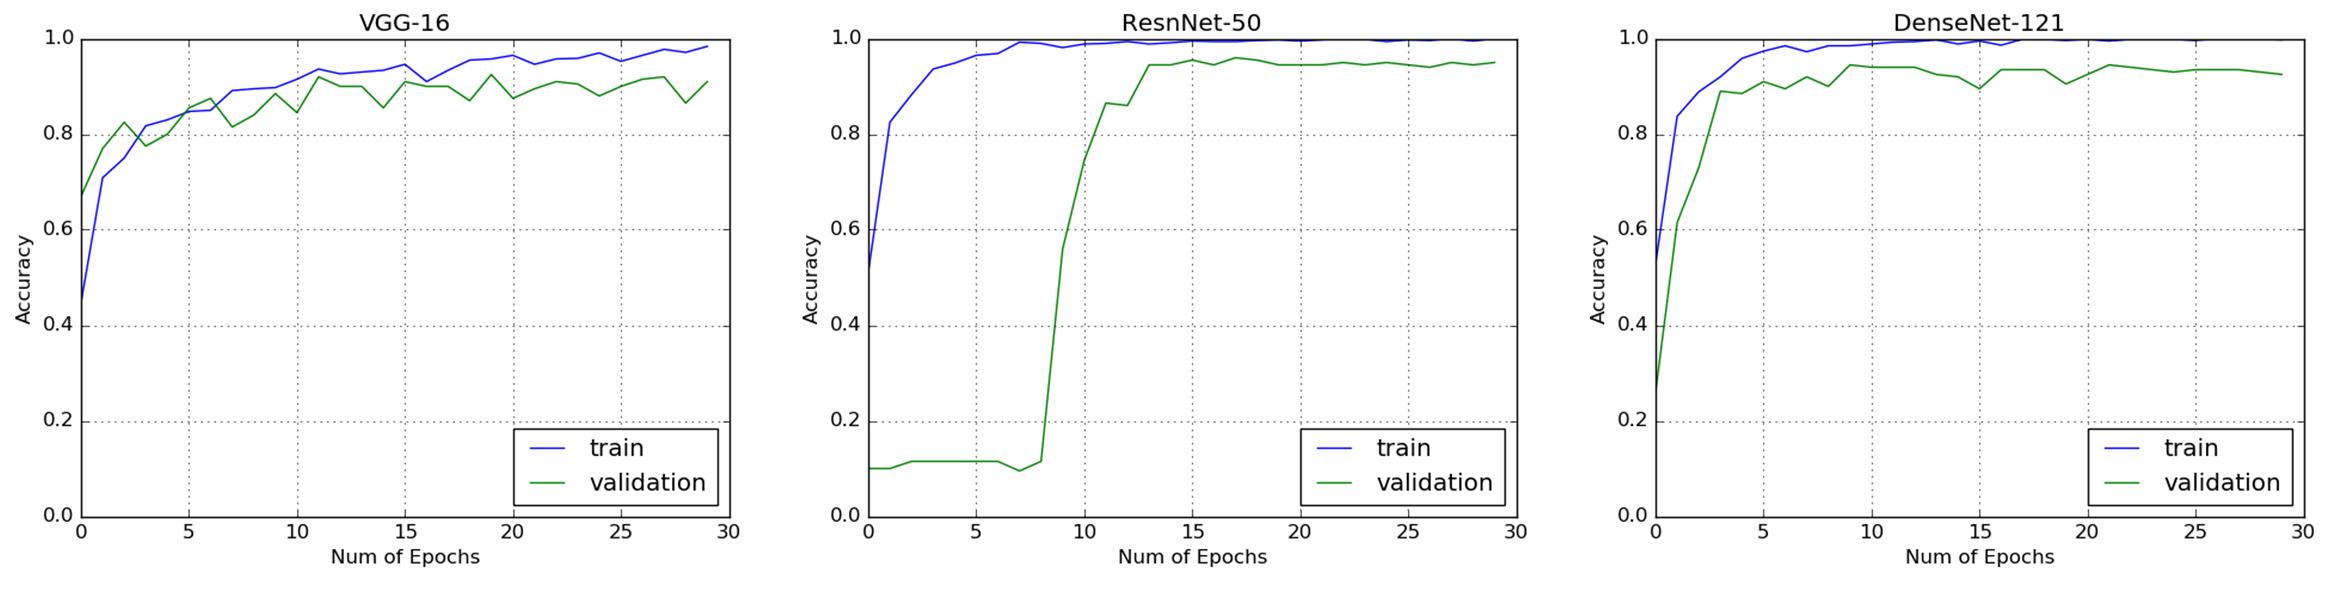 VGG-16
1.0
0.8
0.6
0.4
0.2
0.0
Accuracy
0 5 10 15 20 25 30
Num of Epochs
train
validation
ResnNet-50
1.0
0.8
0.6
0.4
0.2
0.0
Accuracy
0 5 10 15 20 25 30
Num of Epochs
train
validation
DenseNet-121
1.0
0.8
0.6
0.4
0.2
0.0
Accuracy
0 5 10 15 20 25 30
Num of Epochs
train
validation